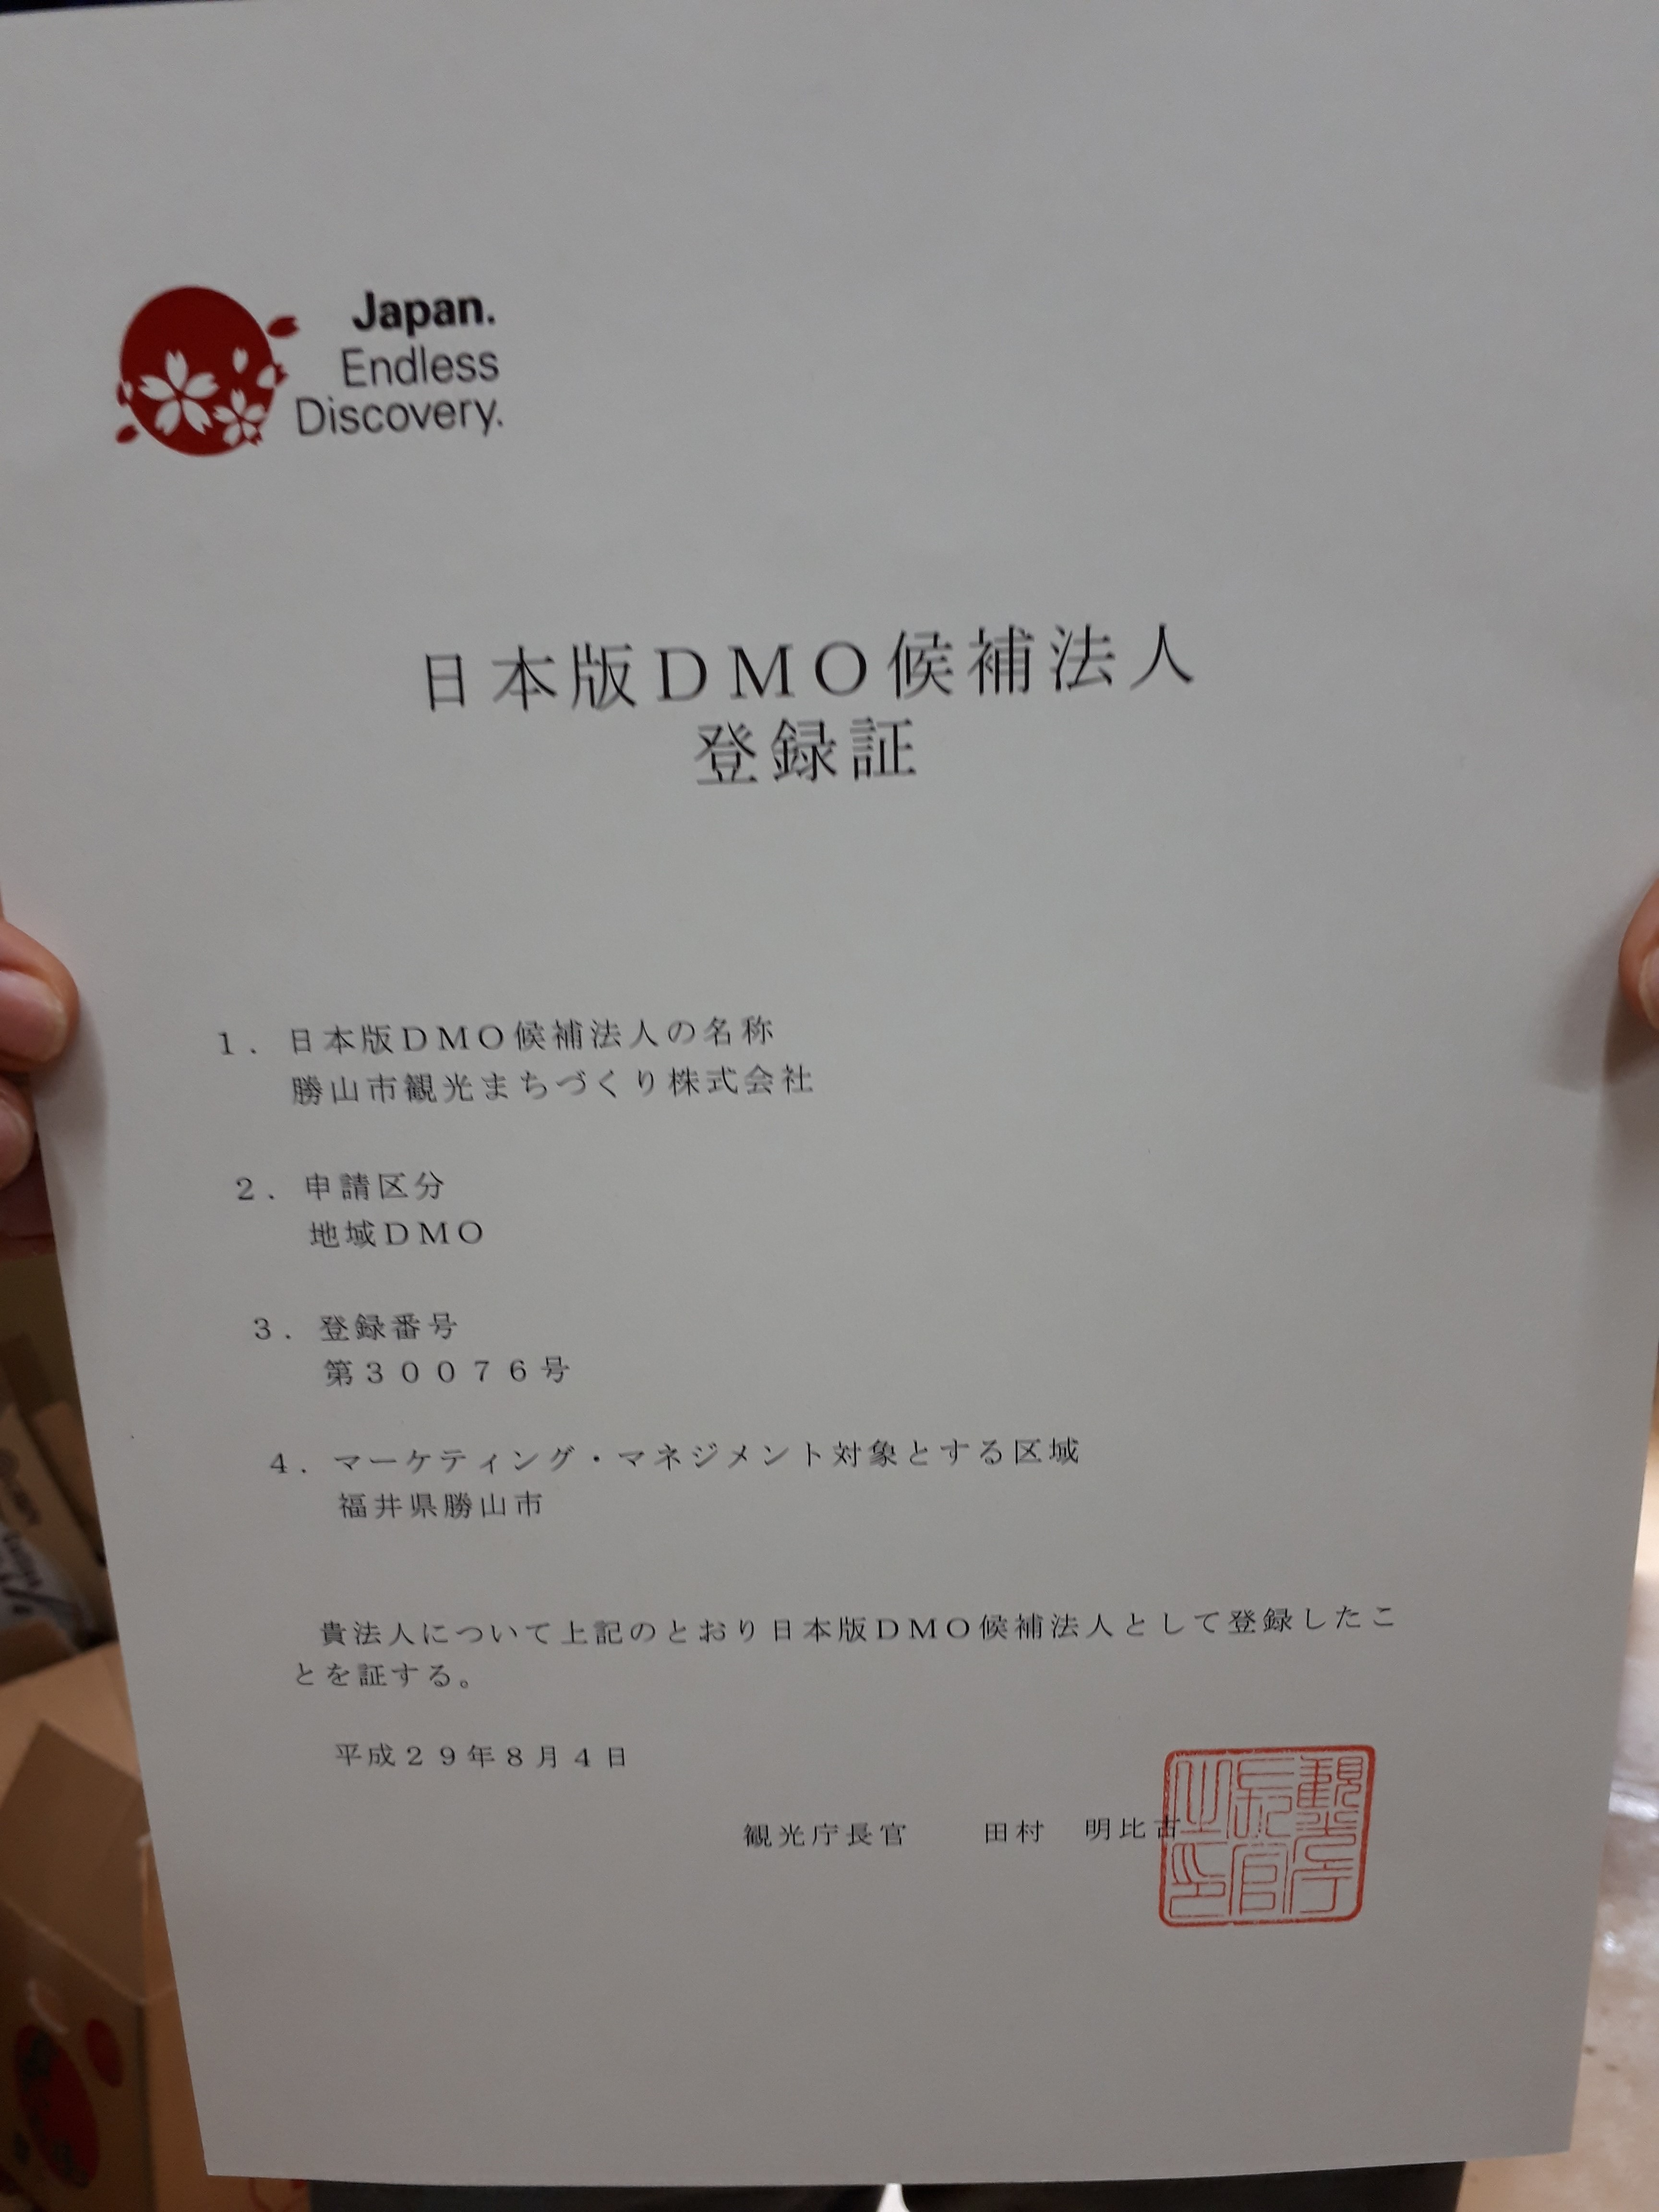 Japan.
Endless
Discovery.
日本版DMO候補法人
登録証
1. 日本版DMO候補法人の名称
勝山市観光まちづくり株式会社
2. 申請区分
地域DMO
3. 登録番号
第30076号
4. マーケティング・マネジメント対象とする区域
福井県勝山市
貴法人について上記のとおり日本版DMO候補法人として登録したこ
とを証する。
平成29年8月4日
観光庁長官 田村 明比古
観光庁
長官
之印